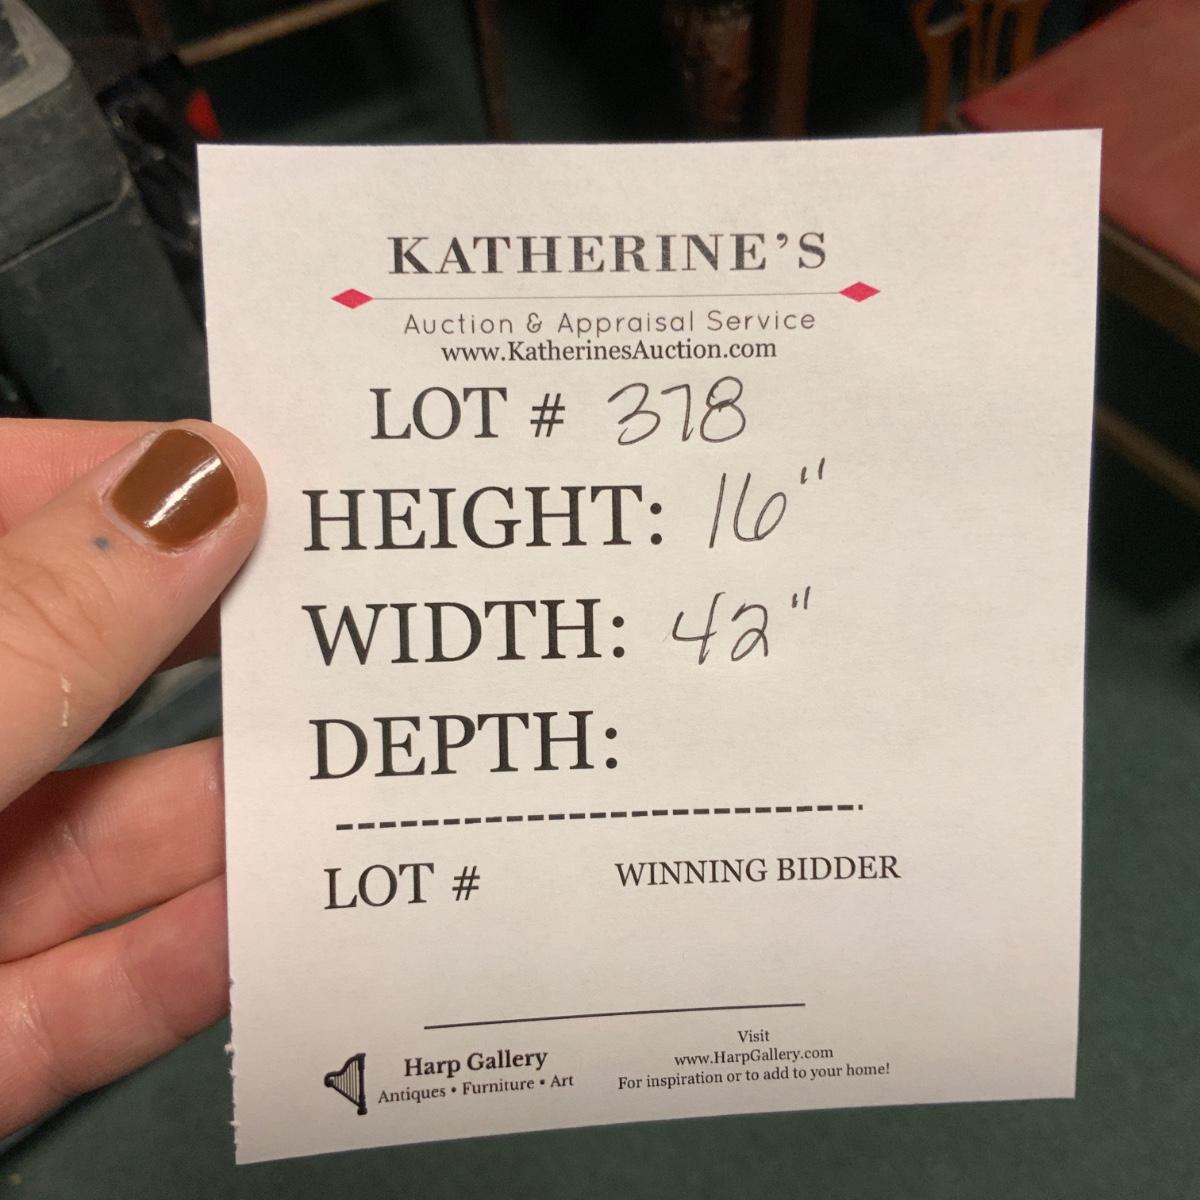 KATHERINE'S
Auction & Appraisal Service
www.KatherinesAuction.com
LOT # 378
HEIGHT: 16"
WIDTH: 42"
DEPTH:
LOT # WINNING BIDDER
Harp Gallery
Antiques • Furniture • Art
Visit
www.HarpGallery.com
For inspiration or to add to your home!